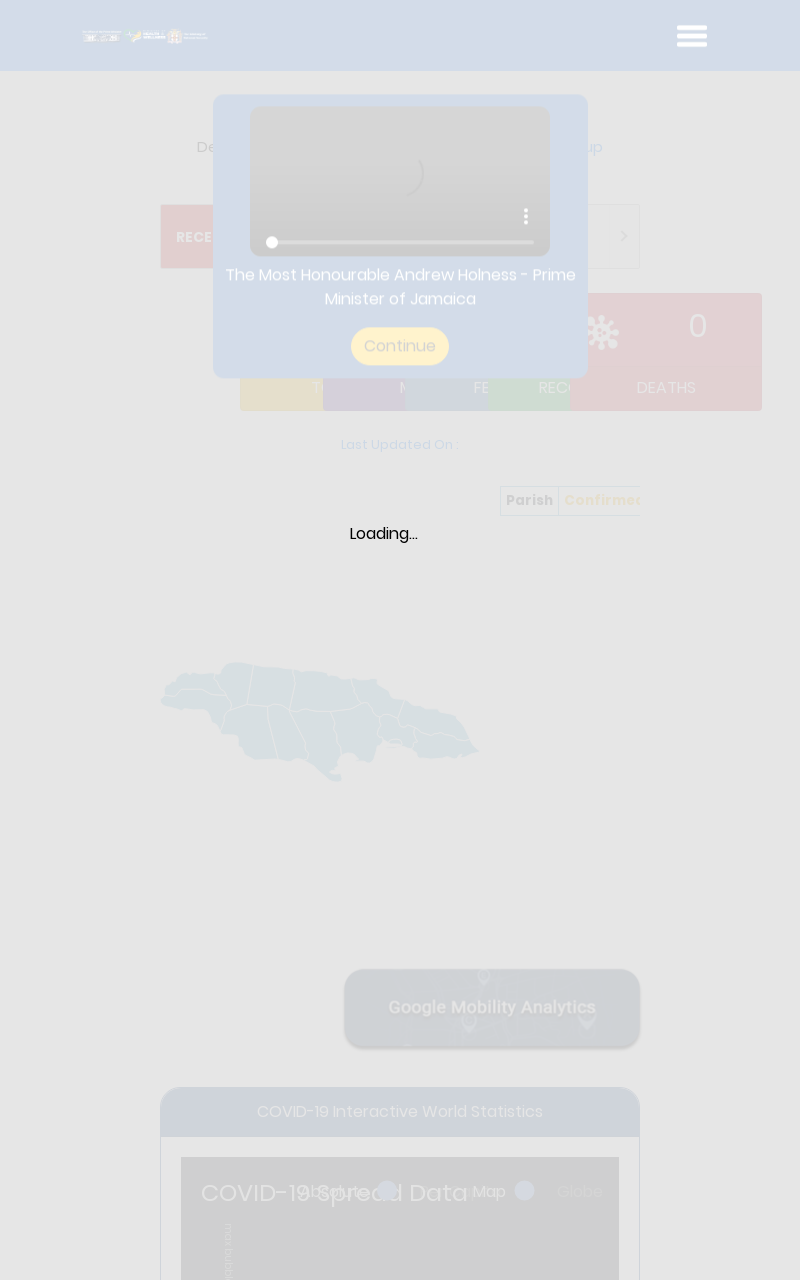 De
up
RECE
The Most Honourable Andrew Holness - Prime
Minister of Jamaica
Continue
0
T
M
FE
RECO
DEATHS
Last Updated On :
Parish
Confirmed
Loading...
Google Mobility Analytics
COVID-19 Interactive World Statistics
COVID-19 Spread Data
Absolute
Map
Globe